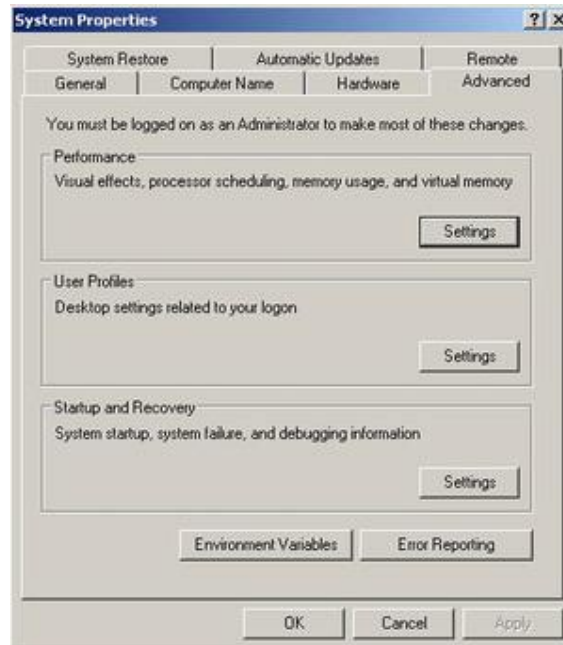 System Properties
System Restore Automatic Updates Remote
General Computer Name Hardware Advanced
You must be logged on as an Administrator to make most of these changes.
Performance
Visual effects, processor scheduling, memory usage, and virtual memory
Settings
User Profiles
Desktop settings related to your logon
Settings
Startup and Recovery
System startup, system failure, and debugging information
Settings
Environment Variables Error Reporting
OK Cancel Apply